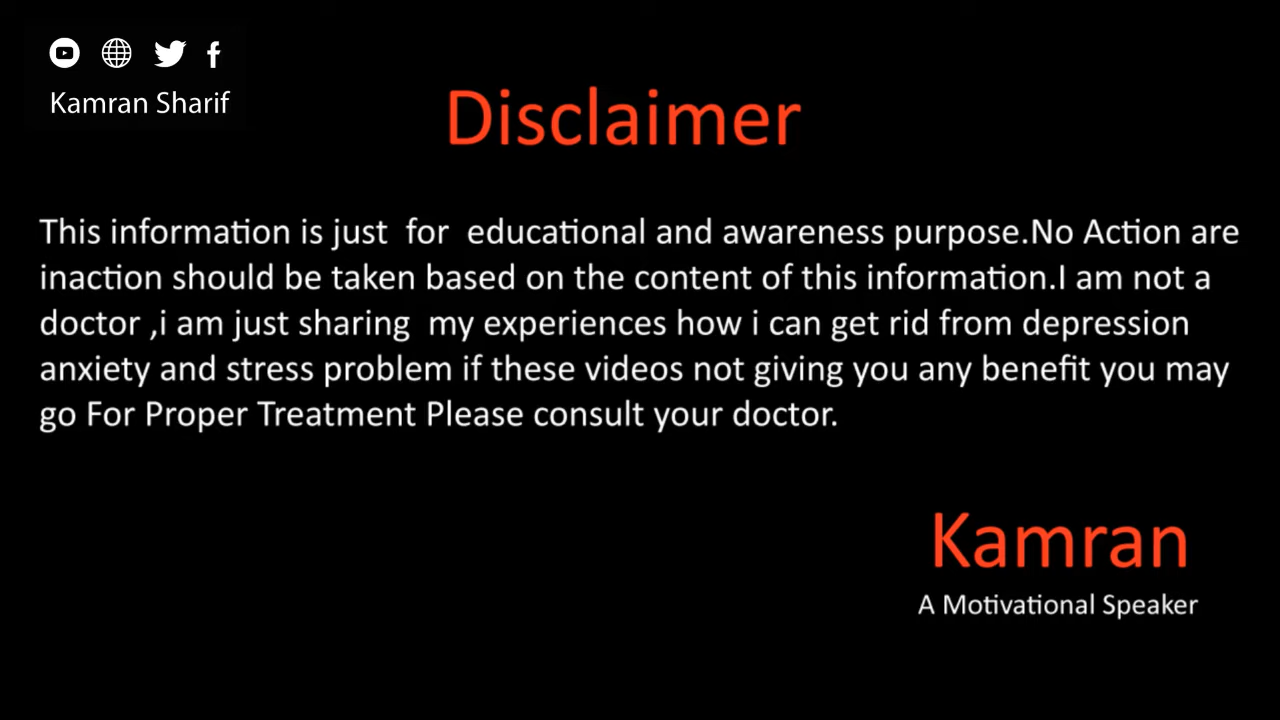 Kamran Sharif
Disclaimer
This information is just  for  educational and awareness purpose.No Action are
inaction should be taken based on the content of this information.I am not a
doctor ,i am just sharing  my experiences how i can get rid from depression
anxiety and stress problem if these videos not giving you any benefit you may
go For Proper Treatment Please consult your doctor.
Kamran
A Motivational Speaker